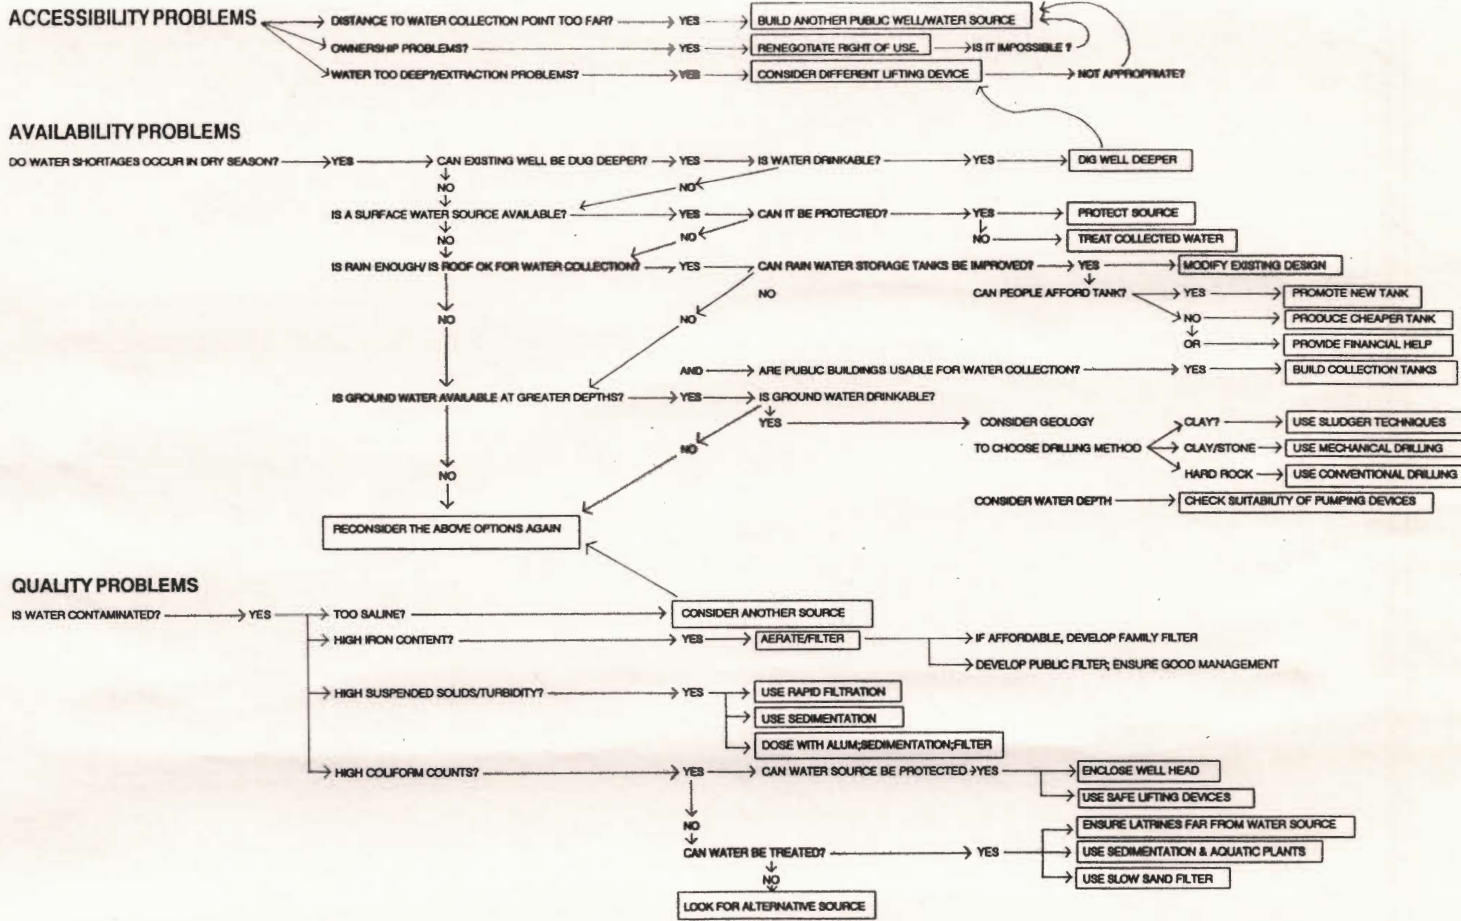 ACCESSIBILITY PROBLEMS
DISTANCE TO WATER COLLECTION POINT TOO FAR? YES BUILD ANOTHER PUBLIC WELL/WATER SOURCE
OWNERSHIP PROBLEMS? YES RENEGOTIATE RIGHT OF USE. IS IT IMPOSSIBLE ?
WATER TOO DEEP?/EXTRACTION PROBLEMS? YES CONSIDER DIFFERENT LIFTING DEVICE NOT APPROPRIATE?
AVAILABILITY PROBLEMS
DO WATER SHORTAGES OCCUR IN DRY SEASON? YES CAN EXISTING WELL BE DUG DEEPER? YES IS WATER DRINKABLE? YES DIG WELL DEEPER
NO NO
IS A SURFACE WATER SOURCE AVAILABLE? YES CAN IT BE PROTECTED? YES PROTECT SOURCE
NO NO NO TREAT COLLECTED WATER
IS RAIN ENOUGH/ IS ROOF OK FOR WATER COLLECTION? YES CAN RAIN WATER STORAGE TANKS BE IMPROVED? YES MODIFY EXISTING DESIGN
NO CAN PEOPLE AFFORD TANK? YES PROMOTE NEW TANK
NO NO NO PRODUCE CHEAPER TANK
OR PROVIDE FINANCIAL HELP
AND ARE PUBLIC BUILDINGS USABLE FOR WATER COLLECTION? YES BUILD COLLECTION TANKS
IS GROUND WATER AVAILABLE AT GREATER DEPTHS? YES IS GROUND WATER DRINKABLE?
YES CONSIDER GEOLOGY CLAY? USE SLUDGER TECHNIQUES
NO TO CHOOSE DRILLING METHOD CLAY/STONE USE MECHANICAL DRILLING
NO HARD ROCK USE CONVENTIONAL DRILLING
CONSIDER WATER DEPTH CHECK SUITABILITY OF PUMPING DEVICES
RECONSIDER THE ABOVE OPTIONS AGAIN
QUALITY PROBLEMS
IS WATER CONTAMINATED? YES TOO SALINE? CONSIDER ANOTHER SOURCE
HIGH IRON CONTENT? YES AERATE/FILTER IF AFFORDABLE, DEVELOP FAMILY FILTER
DEVELOP PUBLIC FILTER; ENSURE GOOD MANAGEMENT
HIGH SUSPENDED SOLIDS/TURBIDITY? YES USE RAPID FILTRATION
USE SEDIMENTATION
DOSE WITH ALUM;SEDIMENTATION;FILTER
HIGH COLIFORM COUNTS? YES CAN WATER SOURCE BE PROTECTED YES ENCLOSE WELL HEAD
USE SAFE LIFTING DEVICES
NO ENSURE LATRINES FAR FROM WATER SOURCE
CAN WATER BE TREATED? YES USE SEDIMENTATION & AQUATIC PLANTS
NO USE SLOW SAND FILTER
LOOK FOR ALTERNATIVE SOURCE